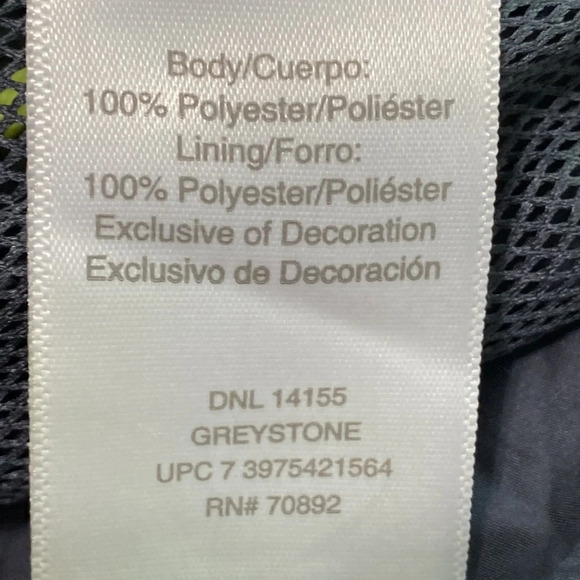 Body/Cuerpo:
100% Polyester/Poliéster
Lining/Forro:
100% Polyester/Poliéster
Exclusive of Decoration
Exclusivo de Decoración
DNL 14155
GREYSTONE
UPC 7 3975421564
RN# 70892